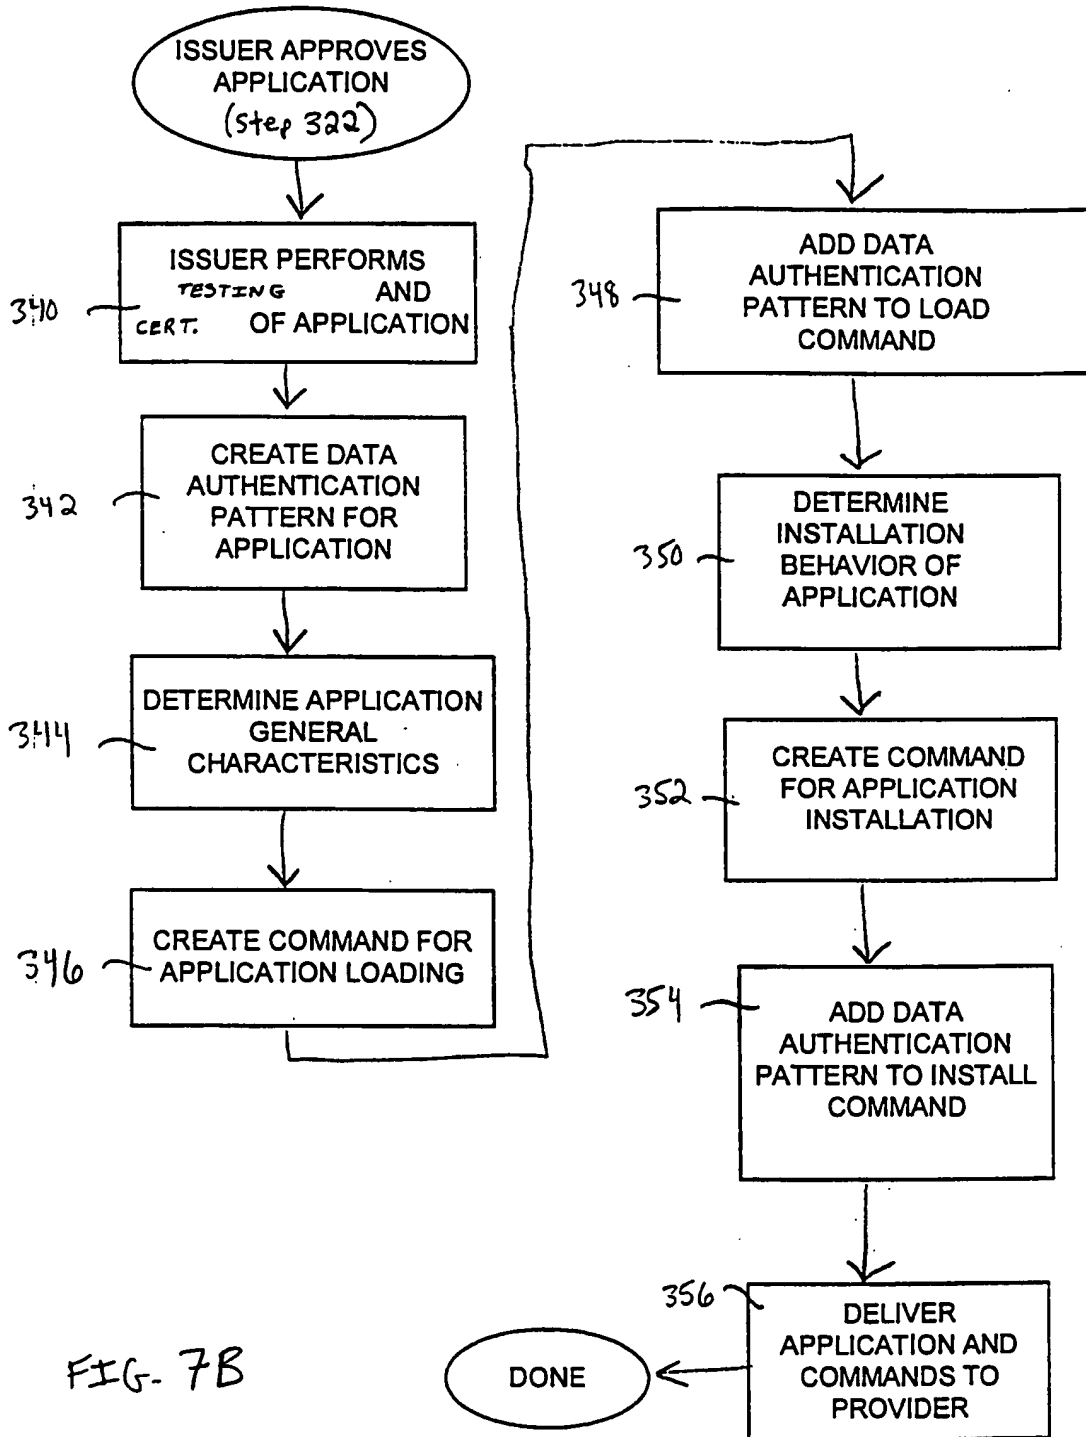 ISSUER APPROVES
APPLICATION
(step 322)
340
ISSUER PERFORMS
TESTING AND
CERT. OF APPLICATION
342
CREATE DATA
AUTHENTICATION
PATTERN FOR
APPLICATION
344
DETERMINE APPLICATION
GENERAL
CHARACTERISTICS
346
CREATE COMMAND FOR
APPLICATION LOADING
348
ADD DATA
AUTHENTICATION
PATTERN TO LOAD
COMMAND
350
DETERMINE
INSTALLATION
BEHAVIOR OF
APPLICATION
352
CREATE COMMAND
FOR APPLICATION
INSTALLATION
354
ADD DATA
AUTHENTICATION
PATTERN TO INSTALL
COMMAND
356
DELIVER
APPLICATION AND
COMMANDS TO
PROVIDER
DONE
FIG. 7B